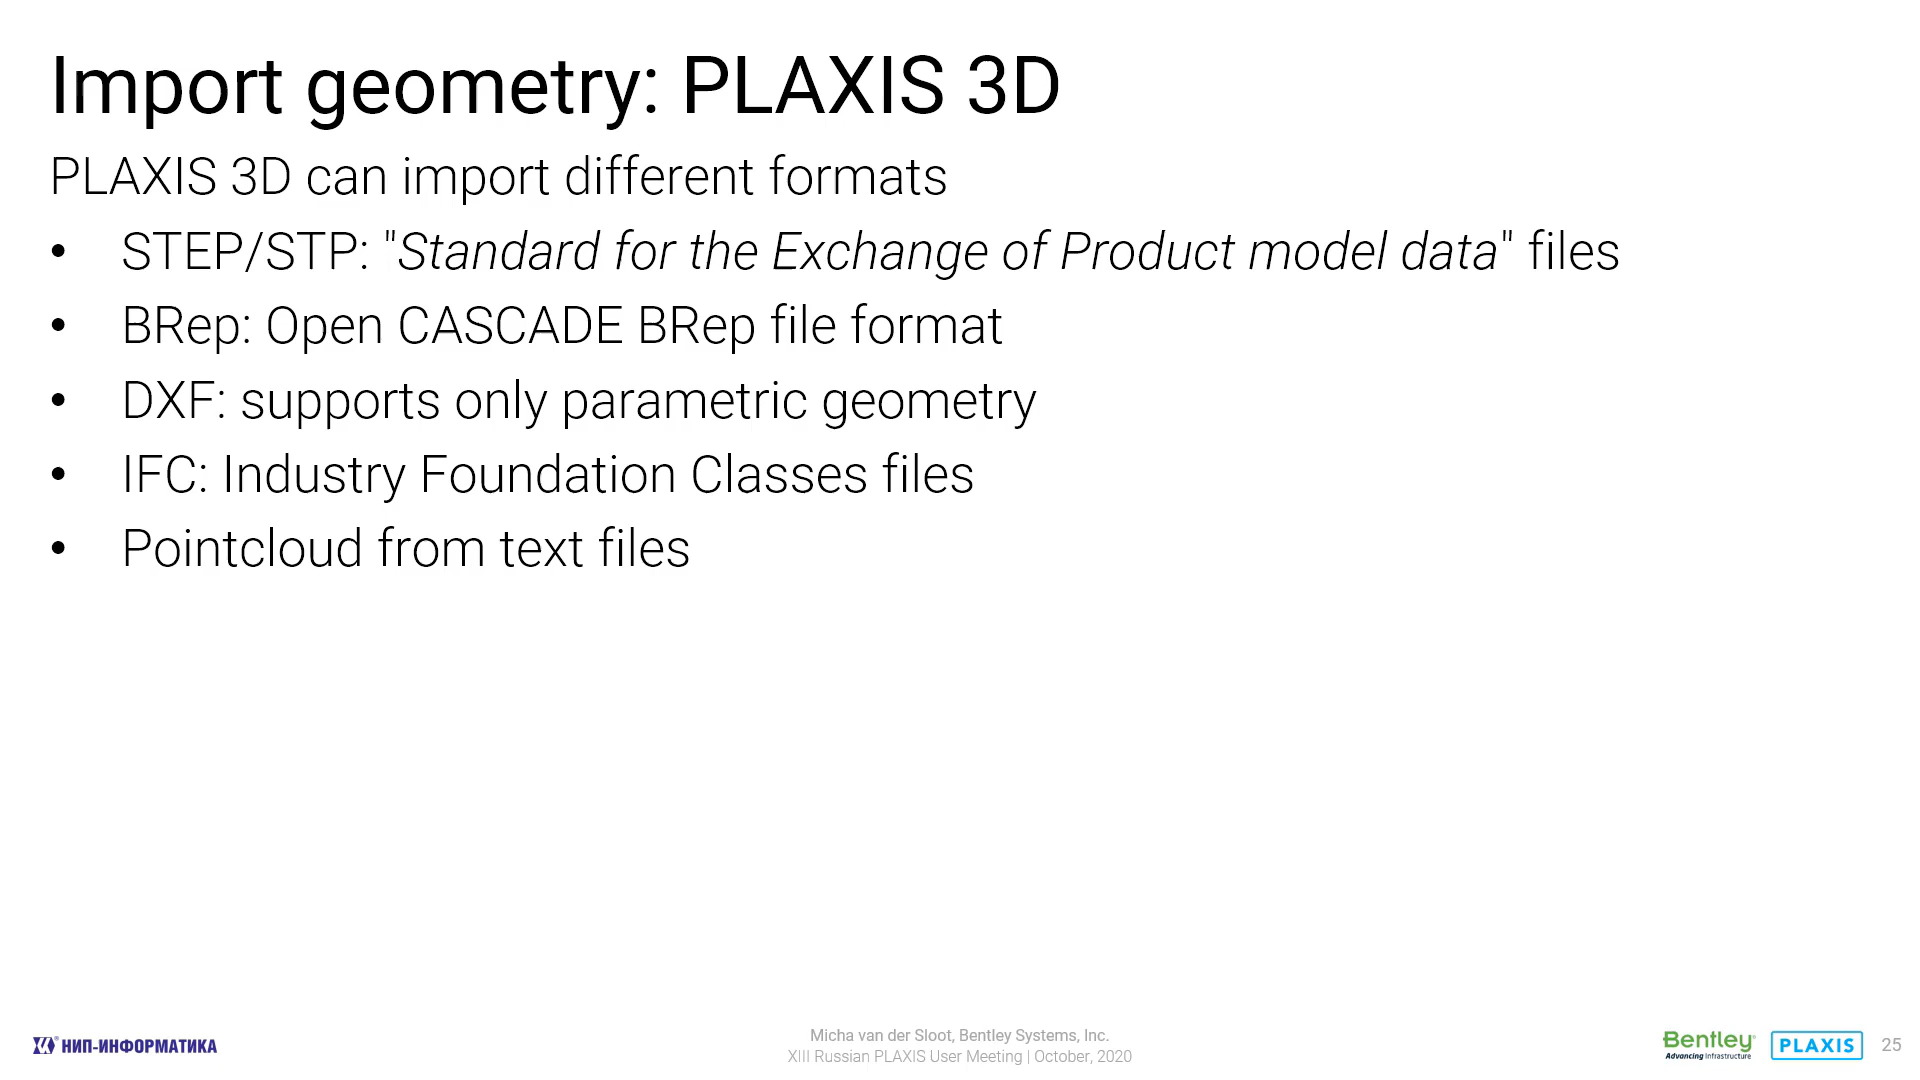 Import geometry: PLAXIS 3D
PLAXIS 3D can import different formats
• STEP/STP: "Standard for the Exchange of Product model data" files
• BRep: Open CASCADE BRep file format
• DXF: supports only parametric geometry
• IFC: Industry Foundation Classes files
• Pointcloud from text files
НИП-ИНФОРМАТИКА
Micha van der Sloot, Bentley Systems, Inc.
XIII Russian PLAXIS User Meeting | October, 2020
Bentley
Advancing Infrastructure
PLAXIS
25